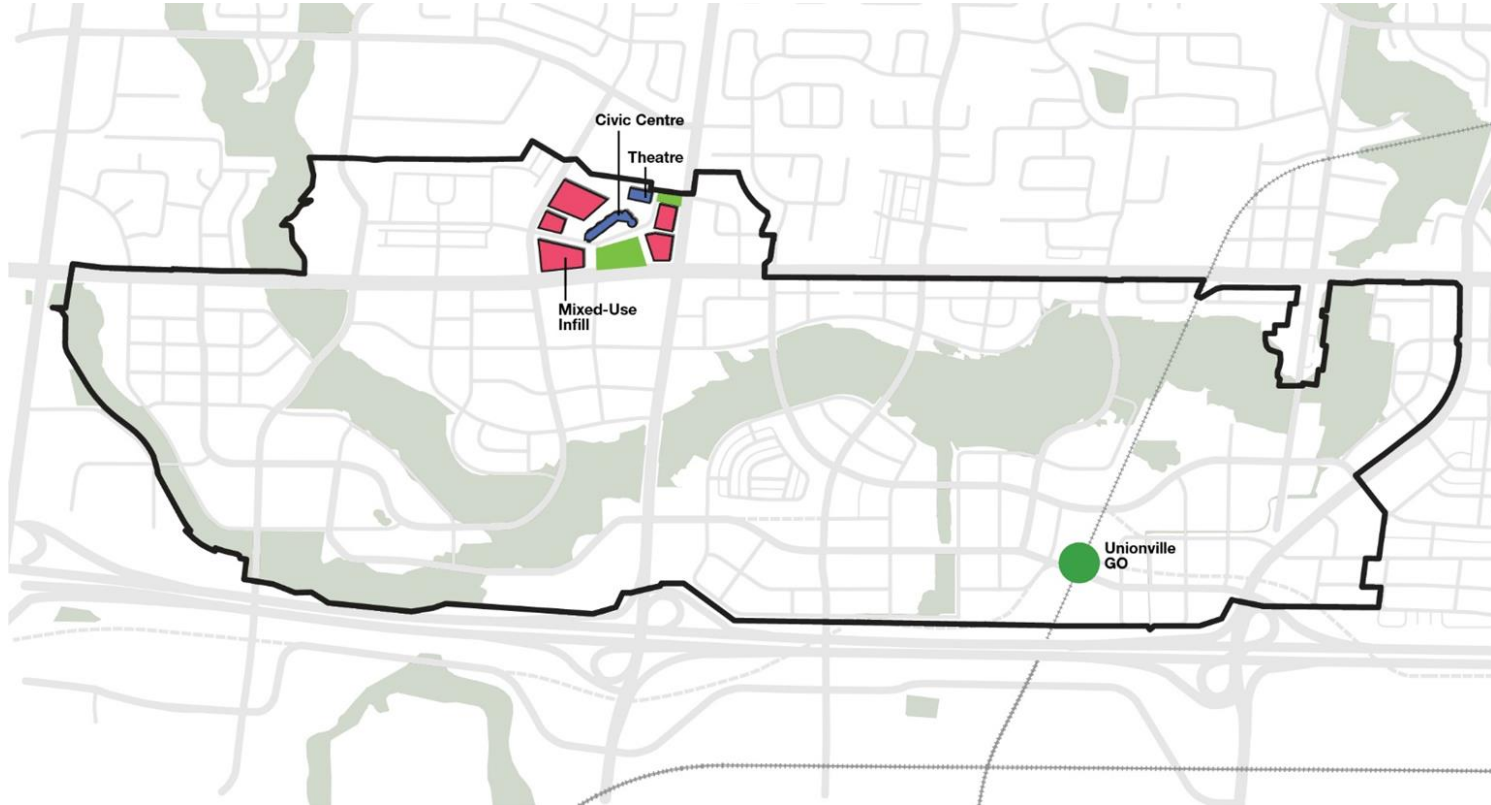 Civic Centre
Theatre
Mixed-Use
Infill
Unionville
GO